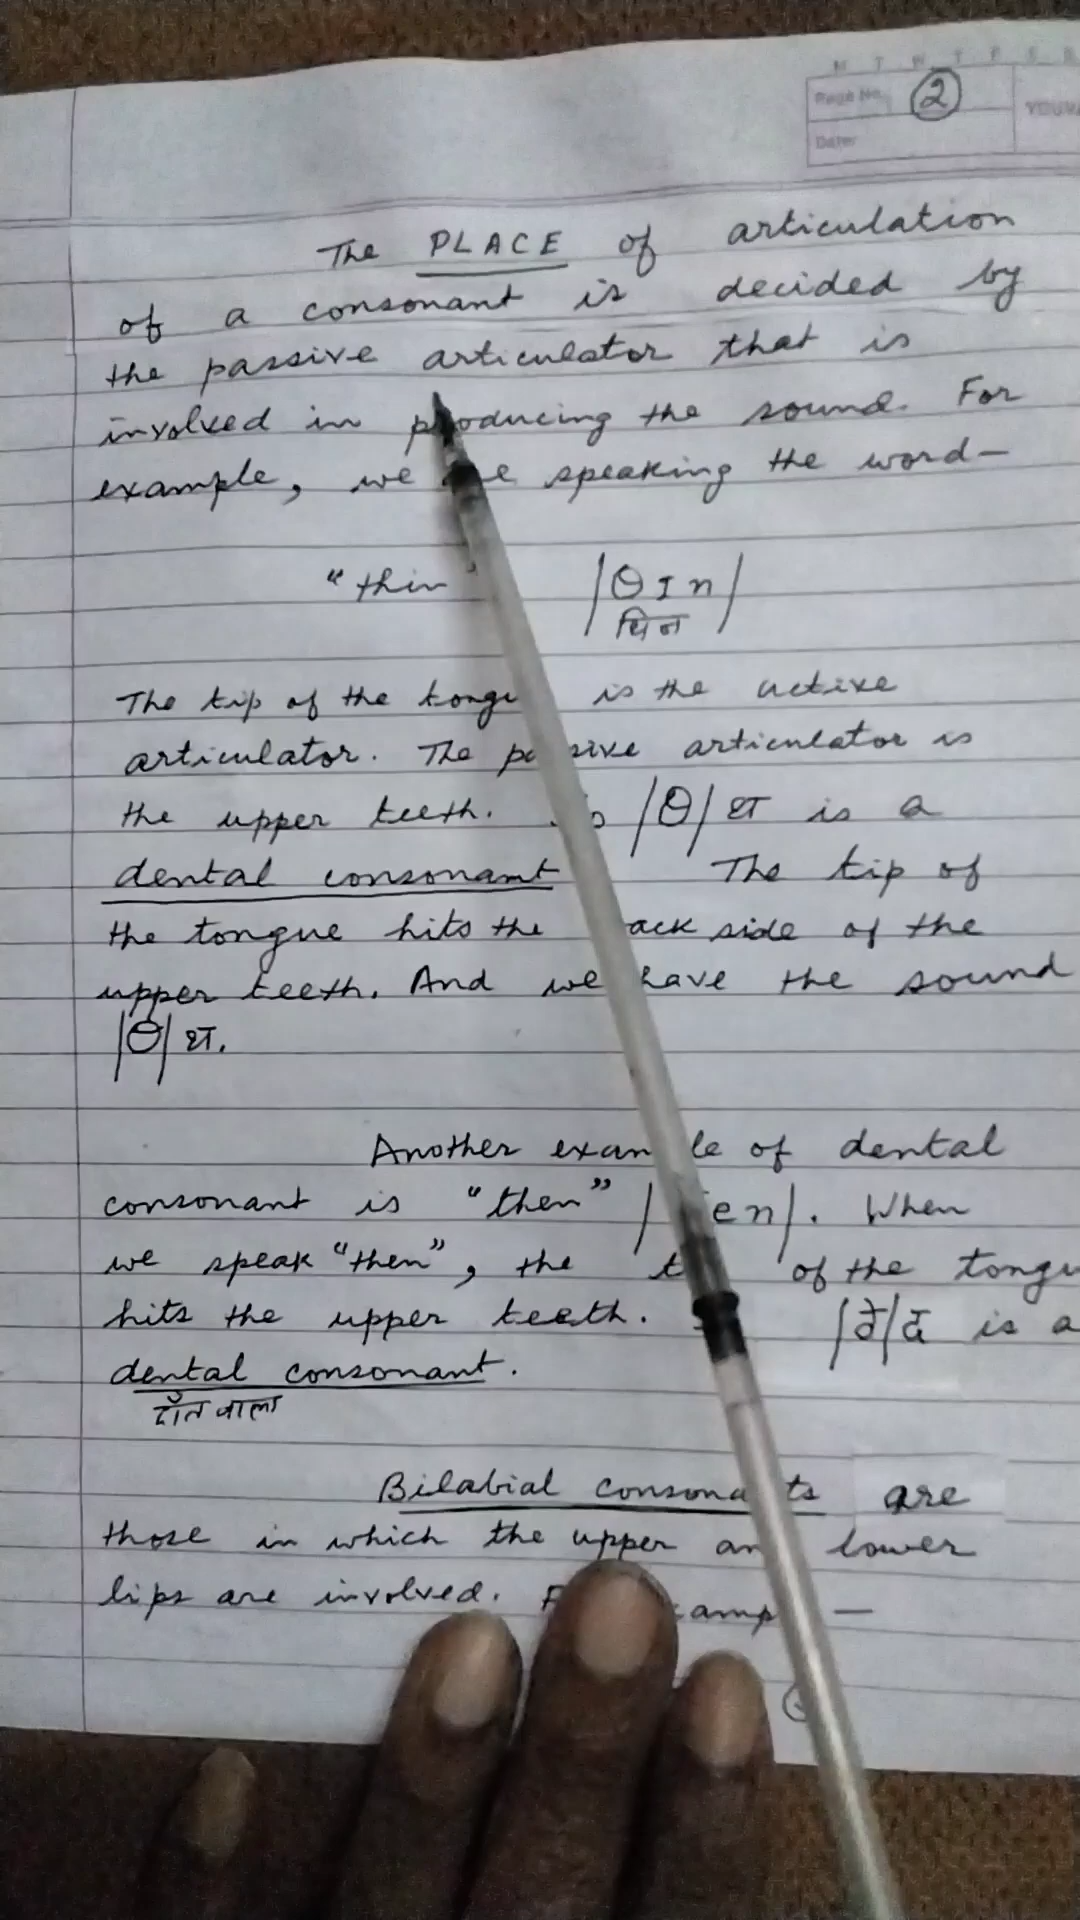 M T W T F S
Page No. 2
Date:
YOUVA
The PLACE of articulation
of a consonant is decided by
the passive articulator that is
involved in producing the sound. For
example, we speaking the word—
"thin /θɪn/
थिन
The tip of the tongue is the active
articulator. The passive articulator is
the upper teeth. /θ/ थ is a
dental consonant The tip of
the tongue hits the back side of the
upper teeth. And we have the sound
/θ/ थ.
Another example of dental
consonant is "then" / en/. When
we speak "then", the of the tongue
hits the upper teeth. /ð/ द is a
dental consonant.
दाँत वाला
Bilabial consonants are
those in which the upper and lower
lips are involved. —